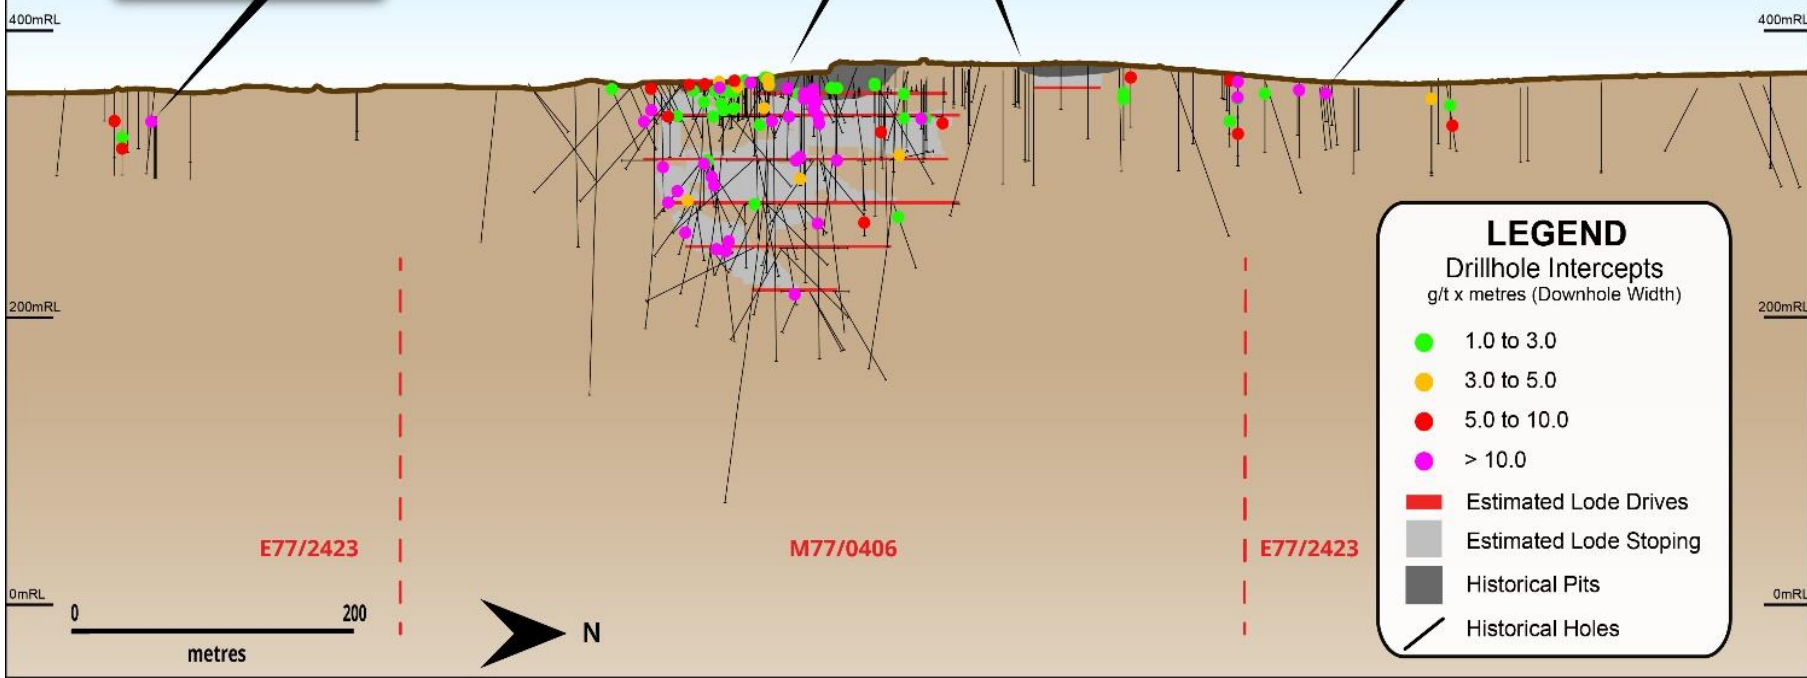 400mRL
400mRL
LEGEND
Drillhole Intercepts
g/t x metres (Downhole Width)
200mRL
200mRL
1.0 to 3.0
3.0 to 5.0
5.0 to 10.0
> 10.0
Estimated Lode Drives
Estimated Lode Stoping
Historical Pits
Historical Holes
E77/2423
M77/0406
E77/2423
0mRL
0mRL
0
200
metres
N